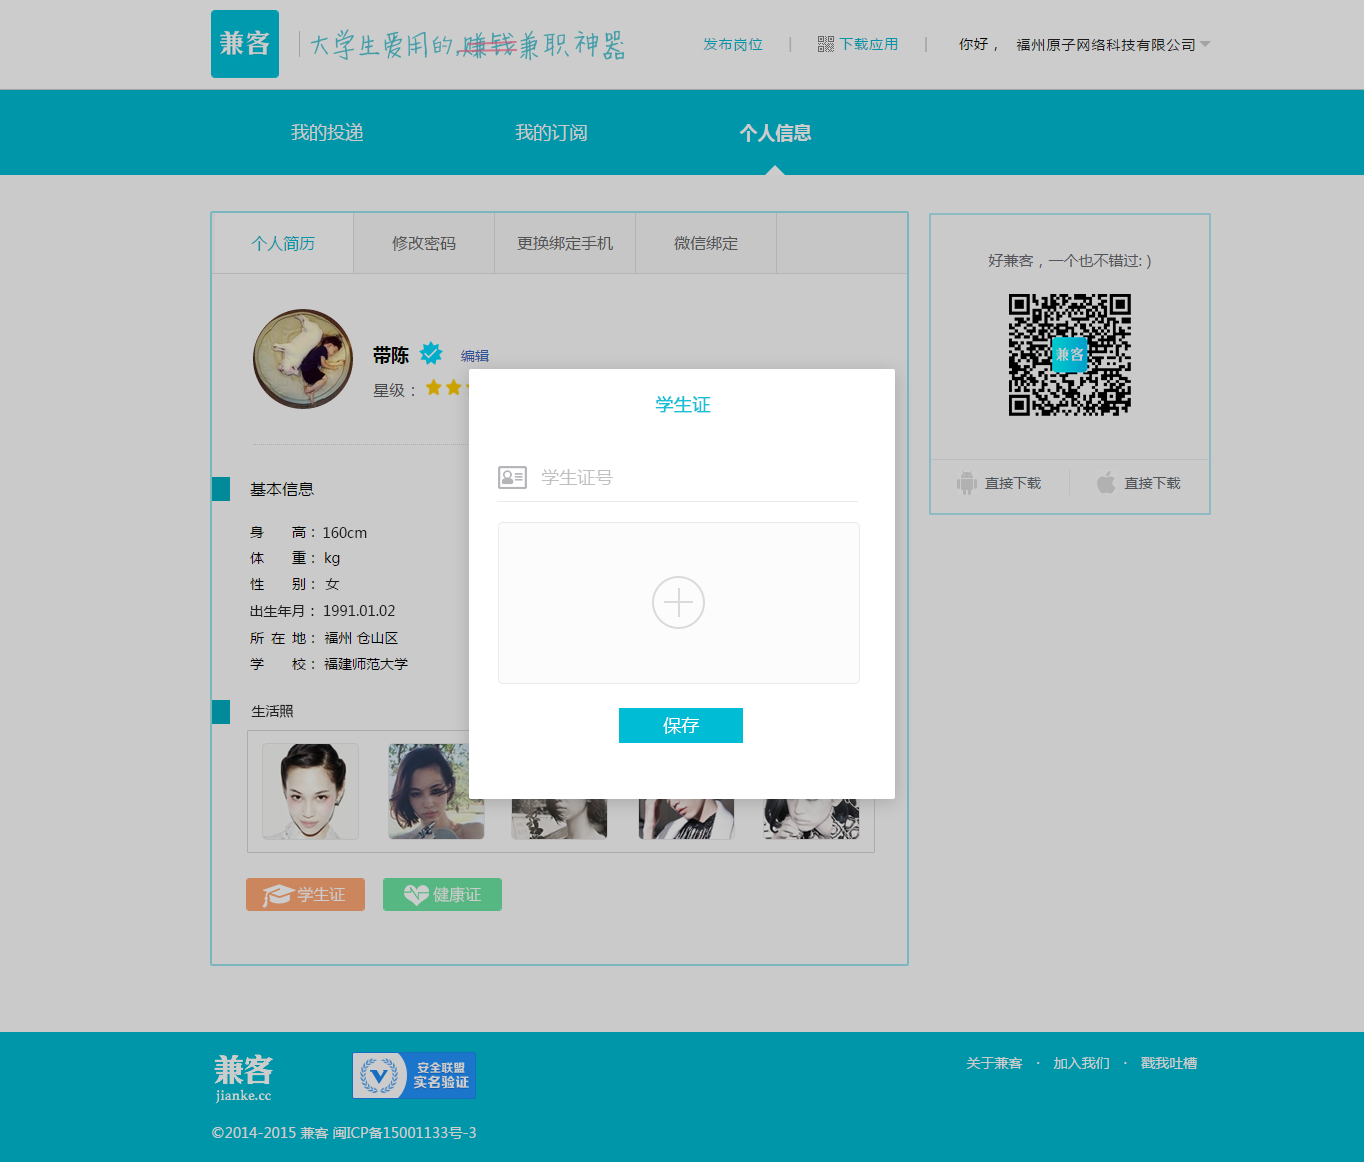 兼客
大学生爱用的,赚钱兼职神器
发布岗位 | 下载应用 | 你好， 福州原子网络科技有限公司
我的投递 我的订阅 个人信息
个人简历 修改密码 更换绑定手机 微信绑定
好兼客，一个也不错过: )
兼客
直接下载 直接下载
带陈 编辑
星级：
学生证
学生证号
保存
基本信息
身 高： 160cm
体 重： kg
性 别： 女
出生年月： 1991.01.02
所 在 地： 福州 仓山区
学 校： 福建师范大学
生活照
学生证 健康证
兼客
jianke.cc
安全联盟
实名验证
关于兼客 · 加入我们 · 戳我吐槽
©2014-2015 兼客 闽ICP备15001133号-3